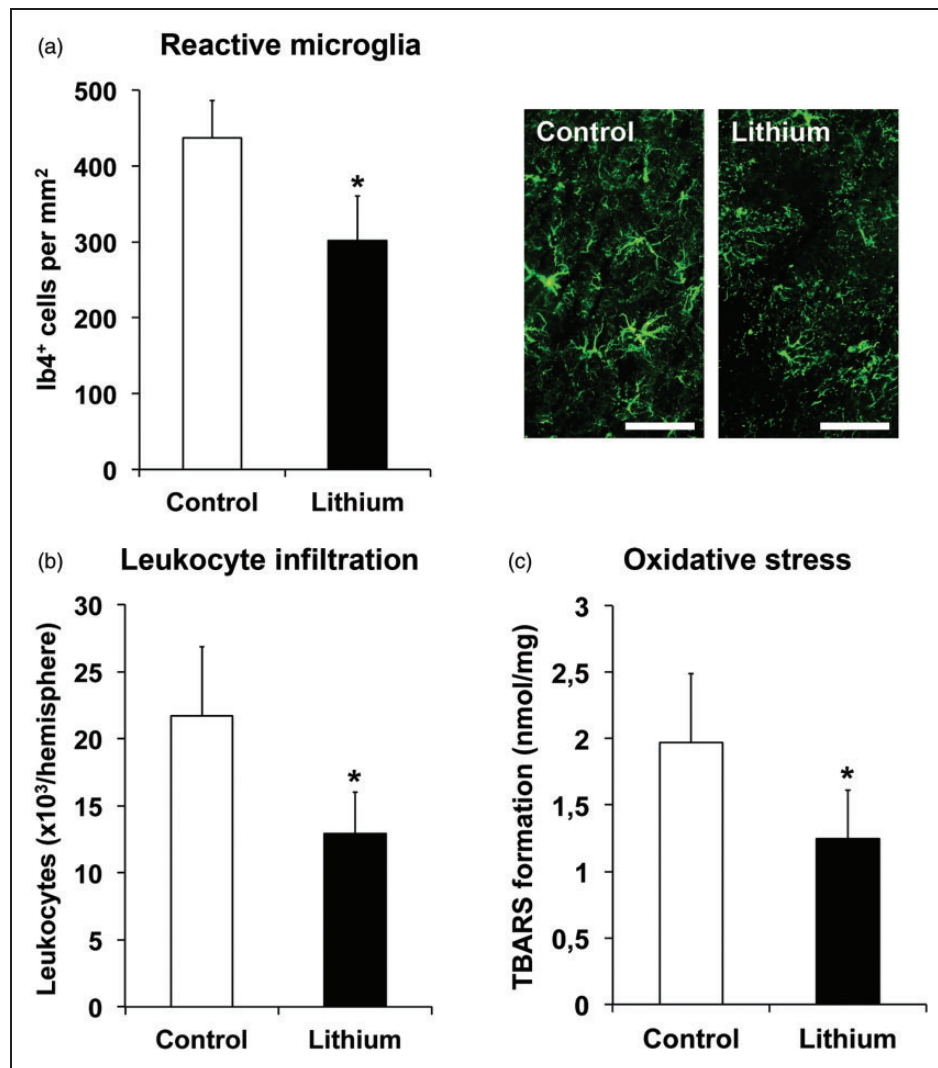 (a) Reactive microglia
Ib4⁺ cells per mm²
500
400
300
200
100
0
*
Control Lithium
Control
Lithium
(b) Leukocyte infiltration
Leukocytes (x10³/hemisphere)
30
25
20
15
10
5
0
*
Control Lithium
(c) Oxidative stress
TBARS formation (nmol/mg)
3
2,5
2
1,5
1
0,5
0
*
Control Lithium